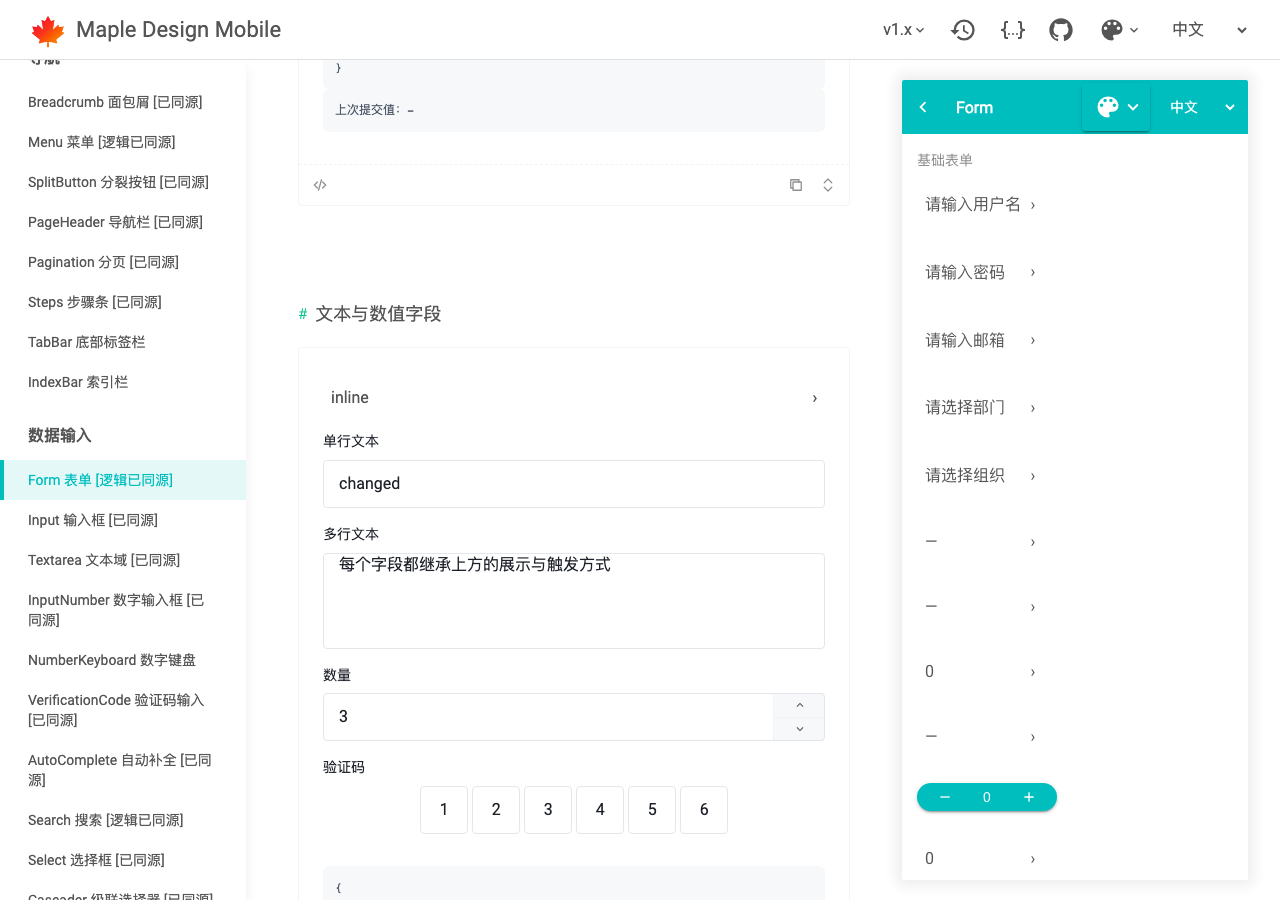 Maple Design Mobile
v1.x
中文
导航
Breadcrumb 面包屑 [已同源]
Menu 菜单 [逻辑已同源]
SplitButton 分裂按钮 [已同源]
PageHeader 导航栏 [已同源]
Pagination 分页 [已同源]
Steps 步骤条 [已同源]
TabBar 底部标签栏
IndexBar 索引栏
数据输入
Form 表单 [逻辑已同源]
Input 输入框 [已同源]
Textarea 文本域 [已同源]
InputNumber 数字输入框 [已
同源]
NumberKeyboard 数字键盘
VerificationCode 验证码输入
[已同源]
AutoComplete 自动补全 [已同
源]
Search 搜索 [逻辑已同源]
Select 选择框 [已同源]
Cascader 级联选择器 [已同源]
}
上次提交值: –
# 文本与数值字段
inline ›
单行文本
changed
多行文本
每个字段都继承上方的展示与触发方式
数量
3
验证码
1 2 3 4 5 6
{
Form
中文
基础表单
请输入用户名 ›
请输入密码 ›
请输入邮箱 ›
请选择部门 ›
请选择组织 ›
— ›
— ›
0 ›
— ›
− 0 +
0 ›